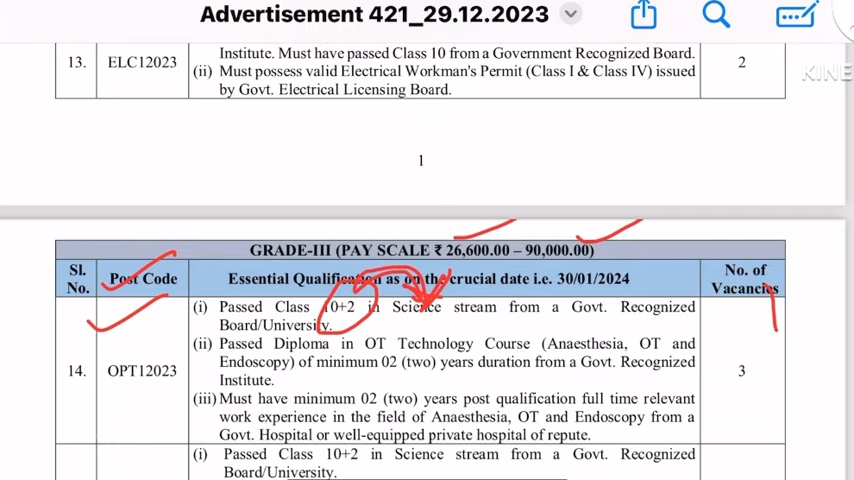 Advertisement 421_29.12.2023
KINE
13. ELC12023 Institute. Must have passed Class 10 from a Government Recognized Board. 2
(ii) Must possess valid Electrical Workman's Permit (Class I & Class IV) issued
by Govt. Electrical Licensing Board.
1
GRADE-III (PAY SCALE ₹ 26,600.00 – 90,000.00)
Sl. No. Post Code Essential Qualification as on the crucial date i.e. 30/01/2024 No. of Vacancies
(i) Passed Class 10+2 in Science stream from a Govt. Recognized
Board/University.
(ii) Passed Diploma in OT Technology Course (Anaesthesia, OT and
Endoscopy) of minimum 02 (two) years duration from a Govt. Recognized
14. OPT12023 Institute. 3
(iii) Must have minimum 02 (two) years post qualification full time relevant
work experience in the field of Anaesthesia, OT and Endoscopy from a
Govt. Hospital or well-equipped private hospital of repute.
(i) Passed Class 10+2 in Science stream from a Govt. Recognized
Board/University.